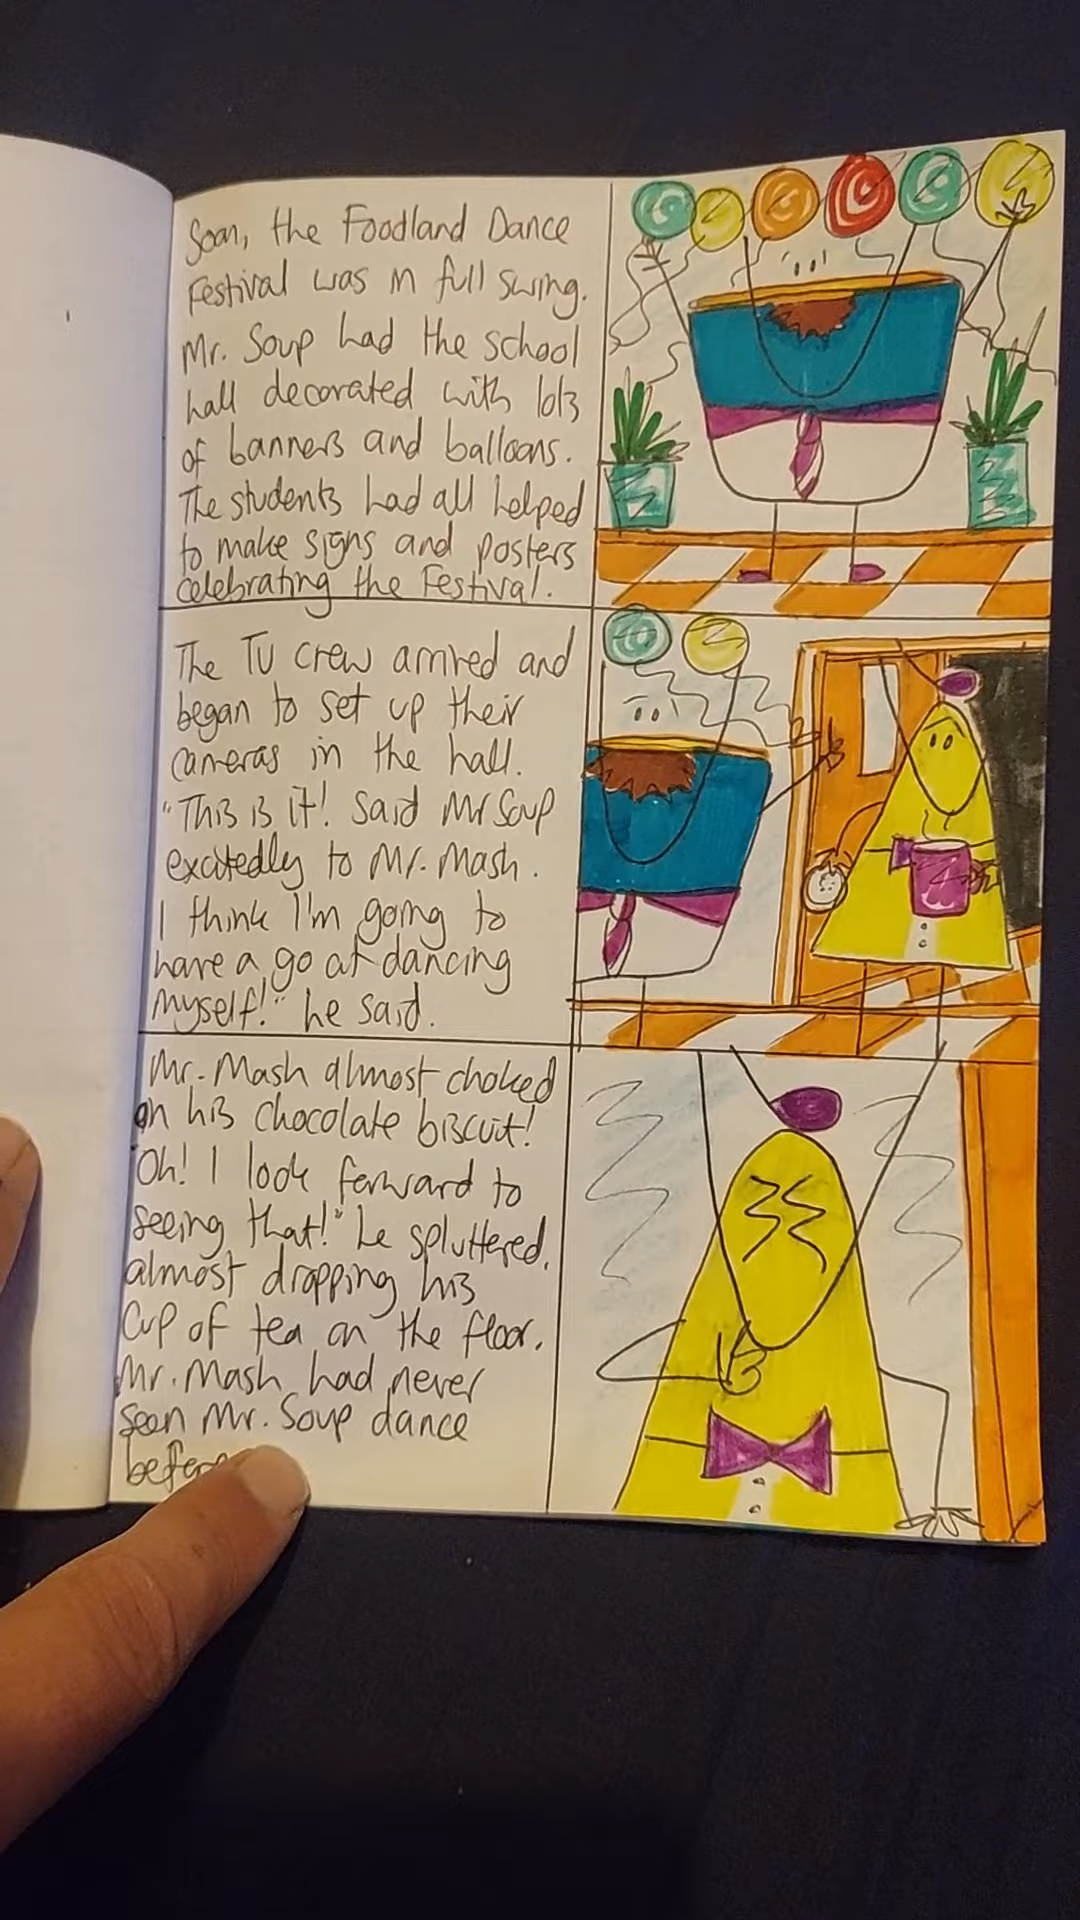 Soon, the Foodland Dance
Festival was in full swing.
Mr. Soup had the school
hall decorated with lots
of banners and balloons.
The students had all helped
to make signs and posters
celebrating the Festival.
The TV crew arrived and
began to set up their
cameras in the hall.
"This is it! said Mr Soup
excitedly to Mr. Mash.
I think I'm going to
have a go at dancing
myself!" he said.
Mr. Mash almost choked
on his chocolate biscuit!
Oh! I look forward to
seeing that!" he spluttered,
almost dropping his
cup of tea on the floor.
Mr. Mash had never
seen Mr. Soup dance